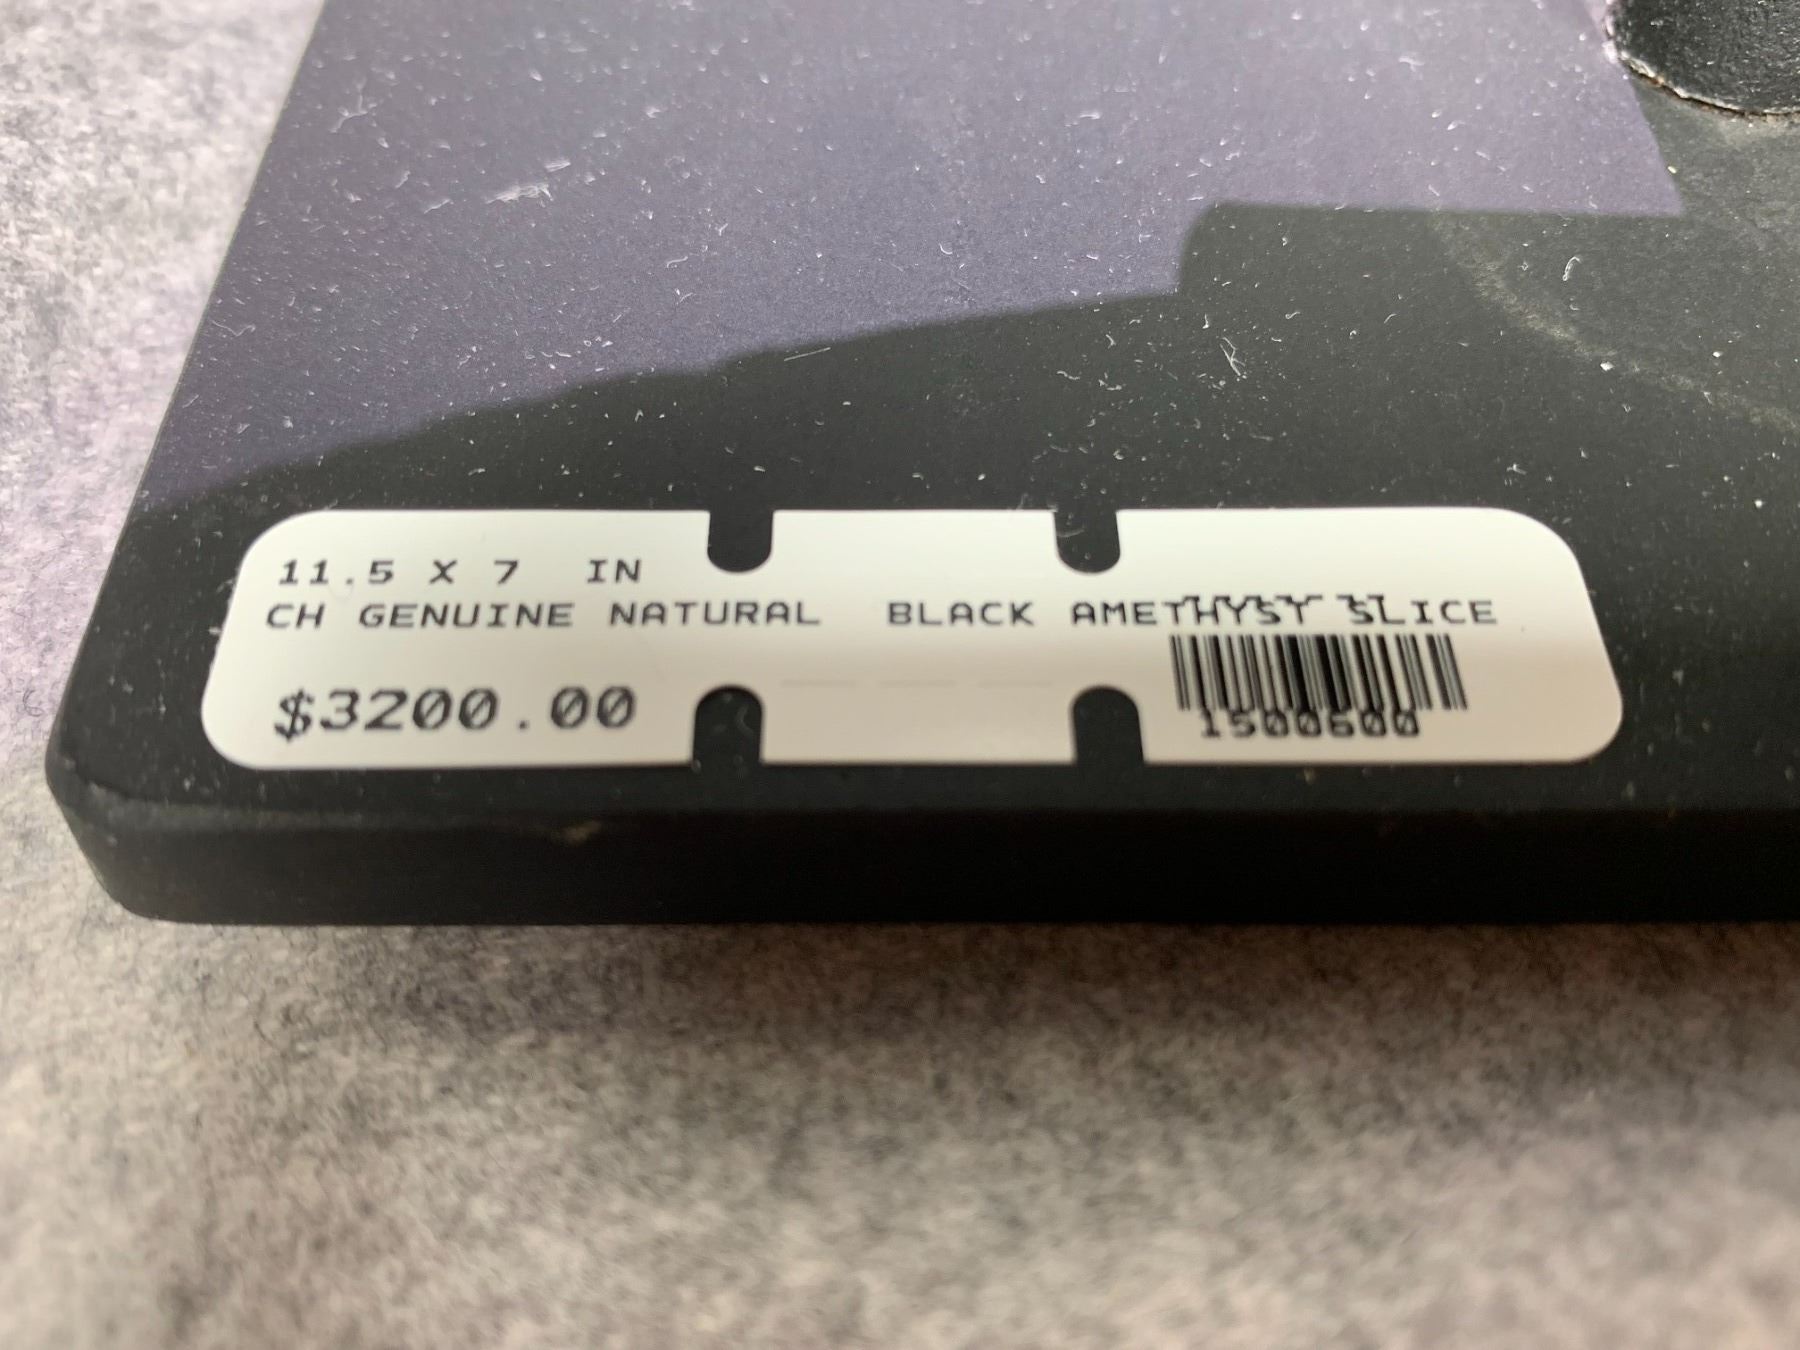 11.5 X 7 IN
CH GENUINE NATURAL BLACK AMETHYST SLICE
$3200.00
1500600